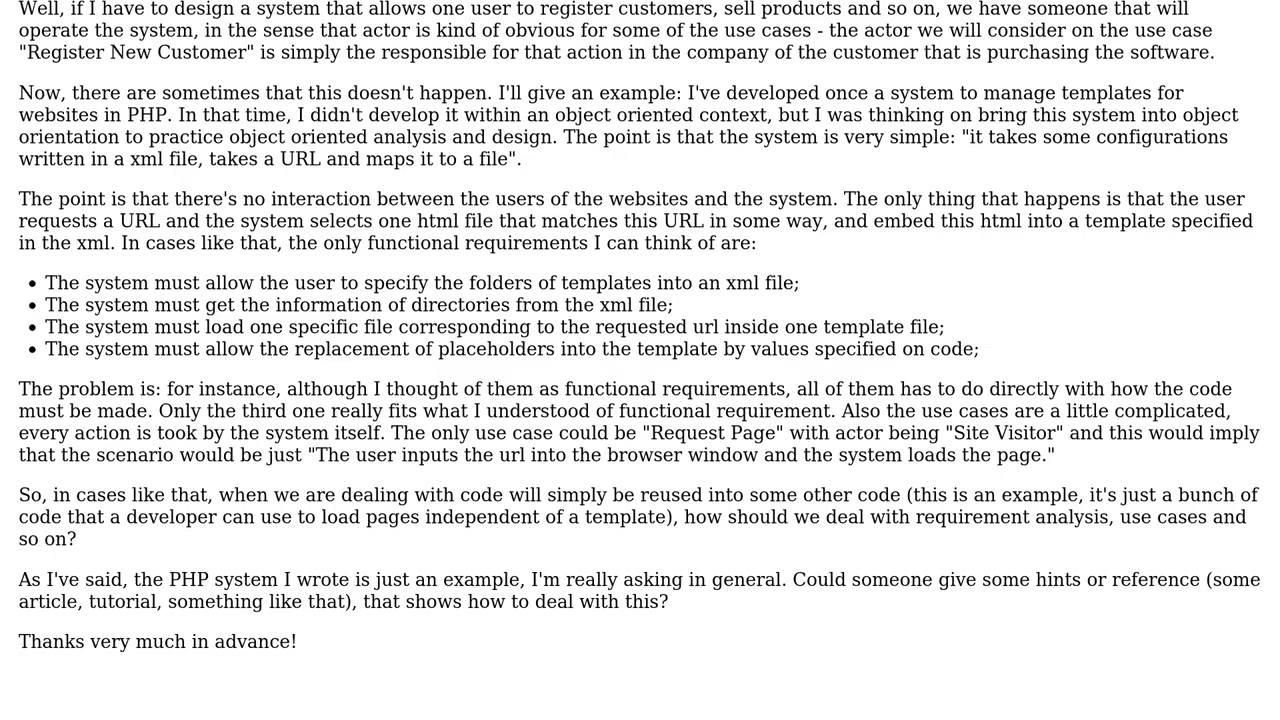 Well, if I have to design a system that allows one user to register customers, sell products and so on, we have someone that will
operate the system, in the sense that actor is kind of obvious for some of the use cases - the actor we will consider on the use case
"Register New Customer" is simply the responsible for that action in the company of the customer that is purchasing the software.
Now, there are sometimes that this doesn't happen. I'll give an example: I've developed once a system to manage templates for
websites in PHP. In that time, I didn't develop it within an object oriented context, but I was thinking on bring this system into object
orientation to practice object oriented analysis and design. The point is that the system is very simple: "it takes some configurations
written in a xml file, takes a URL and maps it to a file".
The point is that there's no interaction between the users of the websites and the system. The only thing that happens is that the user
requests a URL and the system selects one html file that matches this URL in some way, and embed this html into a template specified
in the xml. In cases like that, the only functional requirements I can think of are:
• The system must allow the user to specify the folders of templates into an xml file;
• The system must get the information of directories from the xml file;
• The system must load one specific file corresponding to the requested url inside one template file;
• The system must allow the replacement of placeholders into the template by values specified on code;
The problem is: for instance, although I thought of them as functional requirements, all of them has to do directly with how the code
must be made. Only the third one really fits what I understood of functional requirement. Also the use cases are a little complicated,
every action is took by the system itself. The only use case could be "Request Page" with actor being "Site Visitor" and this would imply
that the scenario would be just "The user inputs the url into the browser window and the system loads the page."
So, in cases like that, when we are dealing with code will simply be reused into some other code (this is an example, it's just a bunch of
code that a developer can use to load pages independent of a template), how should we deal with requirement analysis, use cases and
so on?
As I've said, the PHP system I wrote is just an example, I'm really asking in general. Could someone give some hints or reference (some
article, tutorial, something like that), that shows how to deal with this?
Thanks very much in advance!